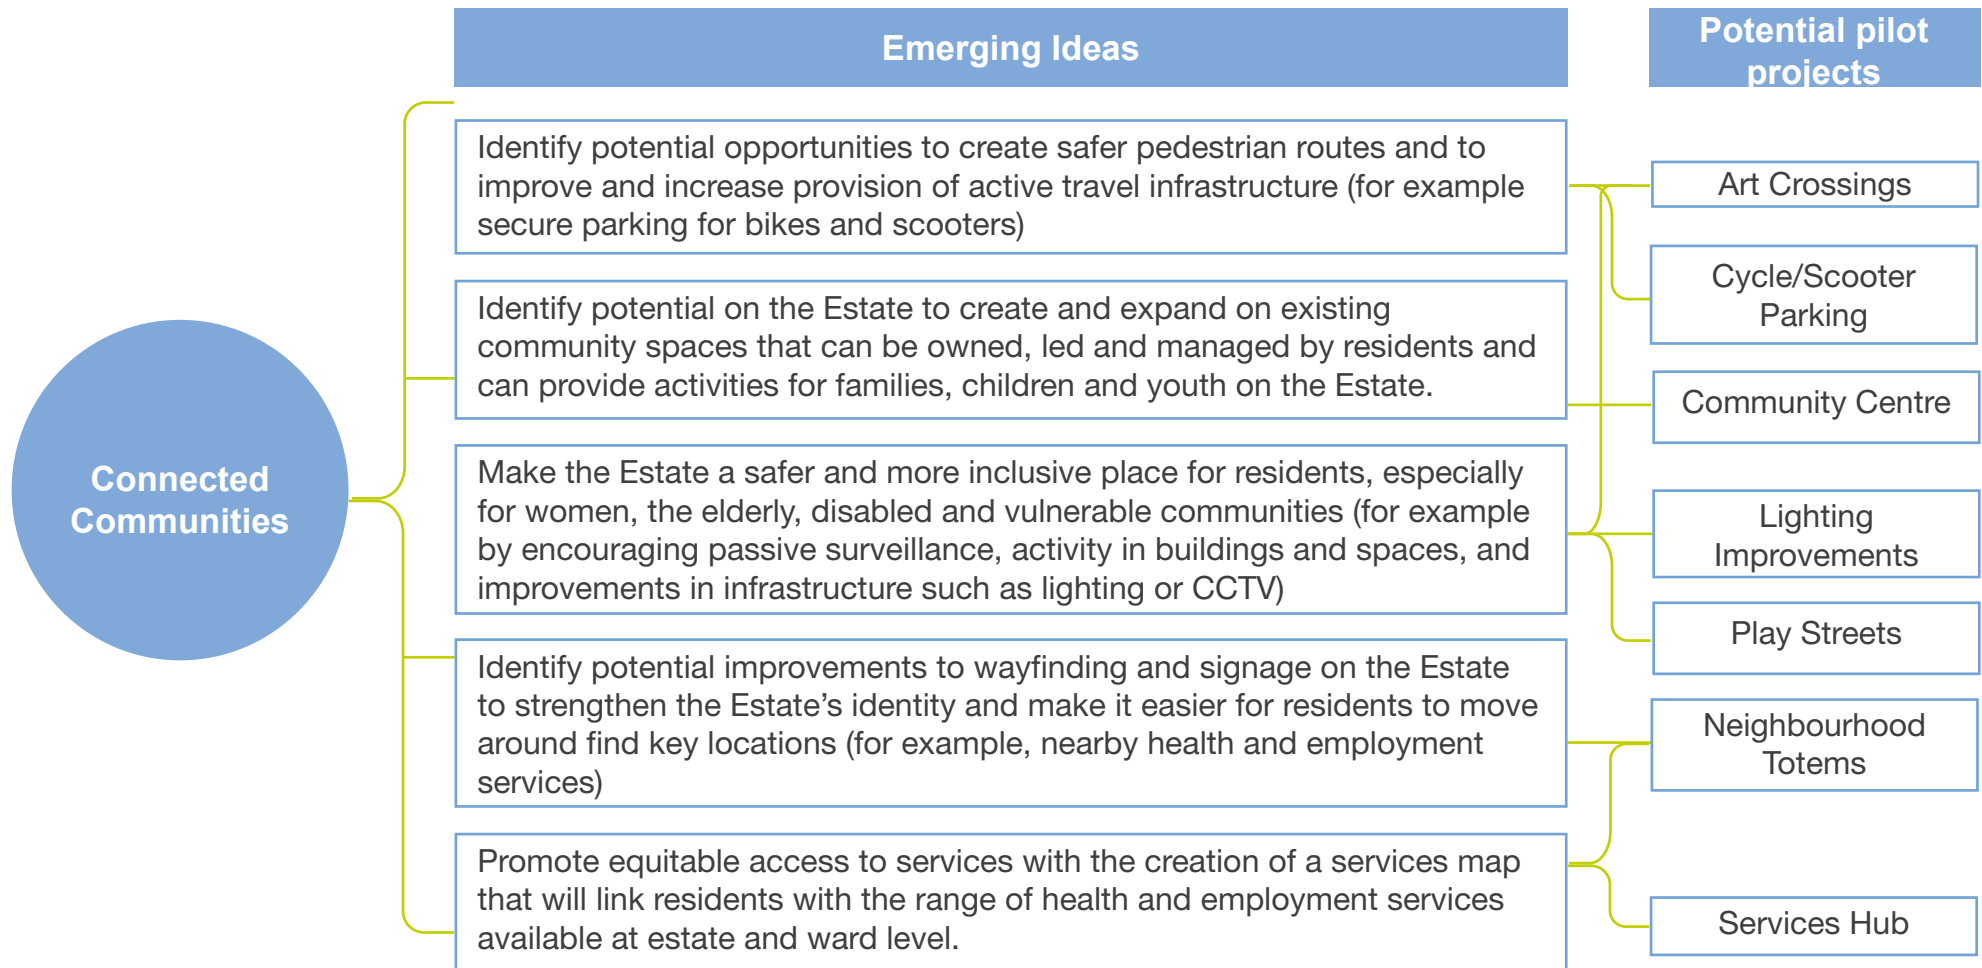 Emerging Ideas
Potential pilot
projects
Connected
Communities
Identify potential opportunities to create safer pedestrian routes and to
improve and increase provision of active travel infrastructure (for example
secure parking for bikes and scooters)
Identify potential on the Estate to create and expand on existing
community spaces that can be owned, led and managed by residents and
can provide activities for families, children and youth on the Estate.
Make the Estate a safer and more inclusive place for residents, especially
for women, the elderly, disabled and vulnerable communities (for example
by encouraging passive surveillance, activity in buildings and spaces, and
improvements in infrastructure such as lighting or CCTV)
Identify potential improvements to wayfinding and signage on the Estate
to strengthen the Estate’s identity and make it easier for residents to move
around find key locations (for example, nearby health and employment
services)
Promote equitable access to services with the creation of a services map
that will link residents with the range of health and employment services
available at estate and ward level.
Art Crossings
Cycle/Scooter
Parking
Community Centre
Lighting
Improvements
Play Streets
Neighbourhood
Totems
Services Hub